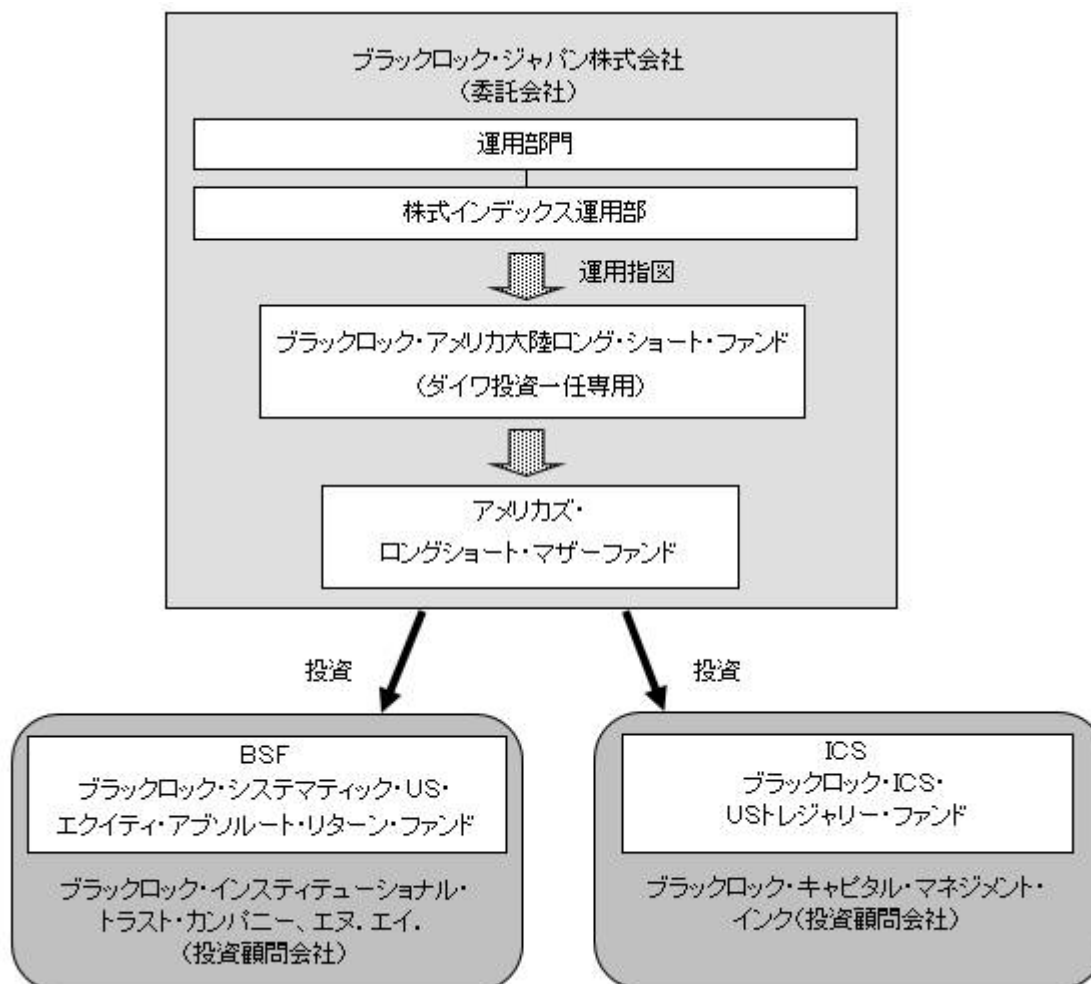 ブラックロック・ジャパン株式会社
(委託会社)
運用部門
株式インデックス運用部
運用指図
ブラックロック・アメリカ大陸ロング・ショート・ファンド
(ダイワ投資一任専用)
アメリカズ・
ロングショート・マザーファンド
投資
投資
BSF
ブラックロック・システマティック・US・
エクイティ・アブソルート・リターン・ファンド
ブラックロック・インスティテューショナル・
トラスト・カンパニー、エヌ.エイ.
(投資顧問会社)
ICS
ブラックロック・ICS・
USトレジャリー・ファンド
ブラックロック・キャピタル・マネジメント・
インク(投資顧問会社)